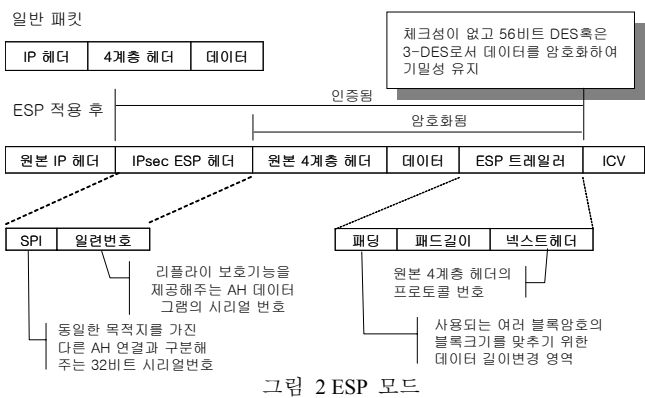 일반 패킷
IP 헤더 4계층 헤더 데이터
체크섬이 없고 56비트 DES혹은
3-DES로서 데이터를 암호화하여
기밀성 유지
ESP 적용 후
인증됨
암호화됨
원본 IP 헤더 IPsec ESP 헤더 원본 4계층 헤더 데이터 ESP 트레일러 ICV
SPI 일련번호
리플라이 보호기능을
제공해주는 AH 데이터
그램의 시리얼 번호
동일한 목적지를 가진
다른 AH 연결과 구분해
주는 32비트 시리얼번호
패딩 패드길이 넥스트헤더
원본 4계층 헤더의
프로토콜 번호
사용되는 여러 블록암호의
블록크기를 맞추기 위한
데이터 길이변경 영역
그림 2 ESP 모드